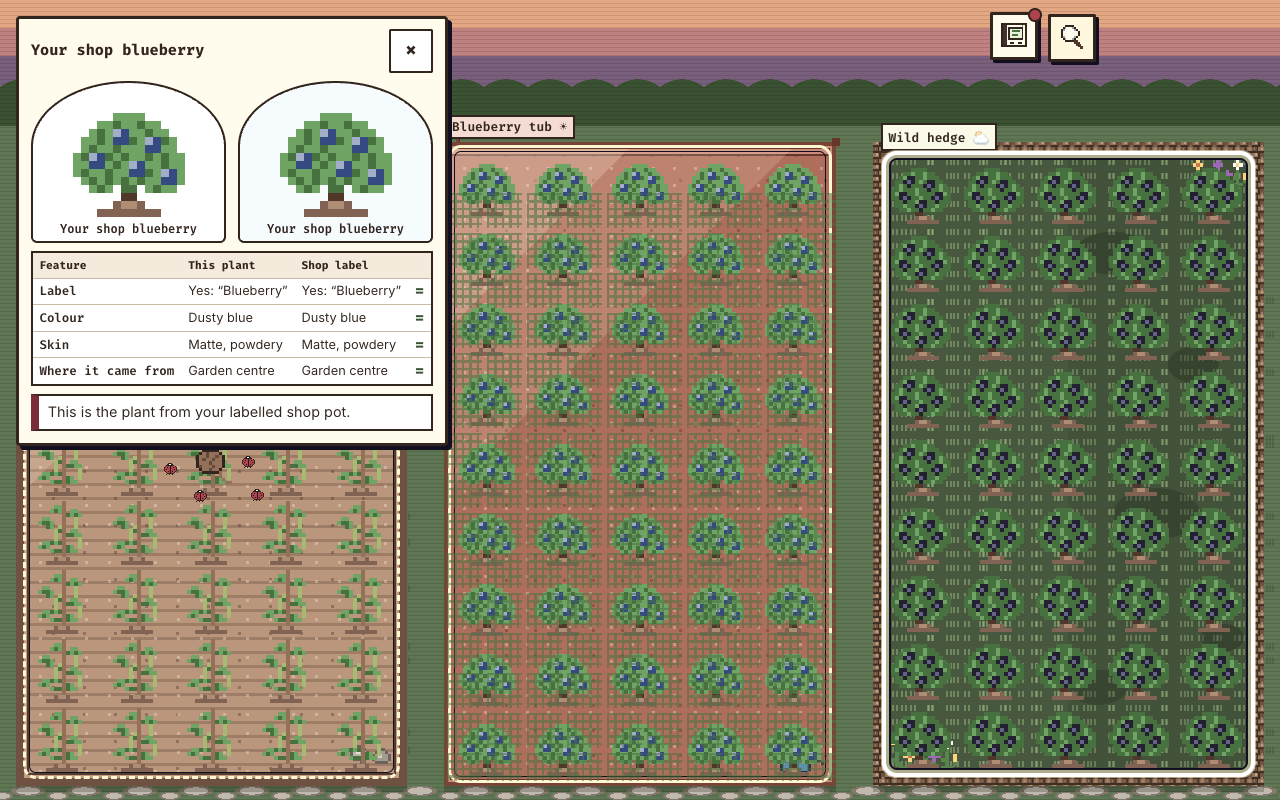 Your shop blueberry
Your shop blueberry
Your shop blueberry
Feature This plant Shop label
Label Yes: “Blueberry” Yes: “Blueberry” =
Colour Dusty blue Dusty blue =
Skin Matte, powdery Matte, powdery =
Where it came from Garden centre Garden centre =
This is the plant from your labelled shop pot.
Blueberry tub ☀
Wild hedge 🌥